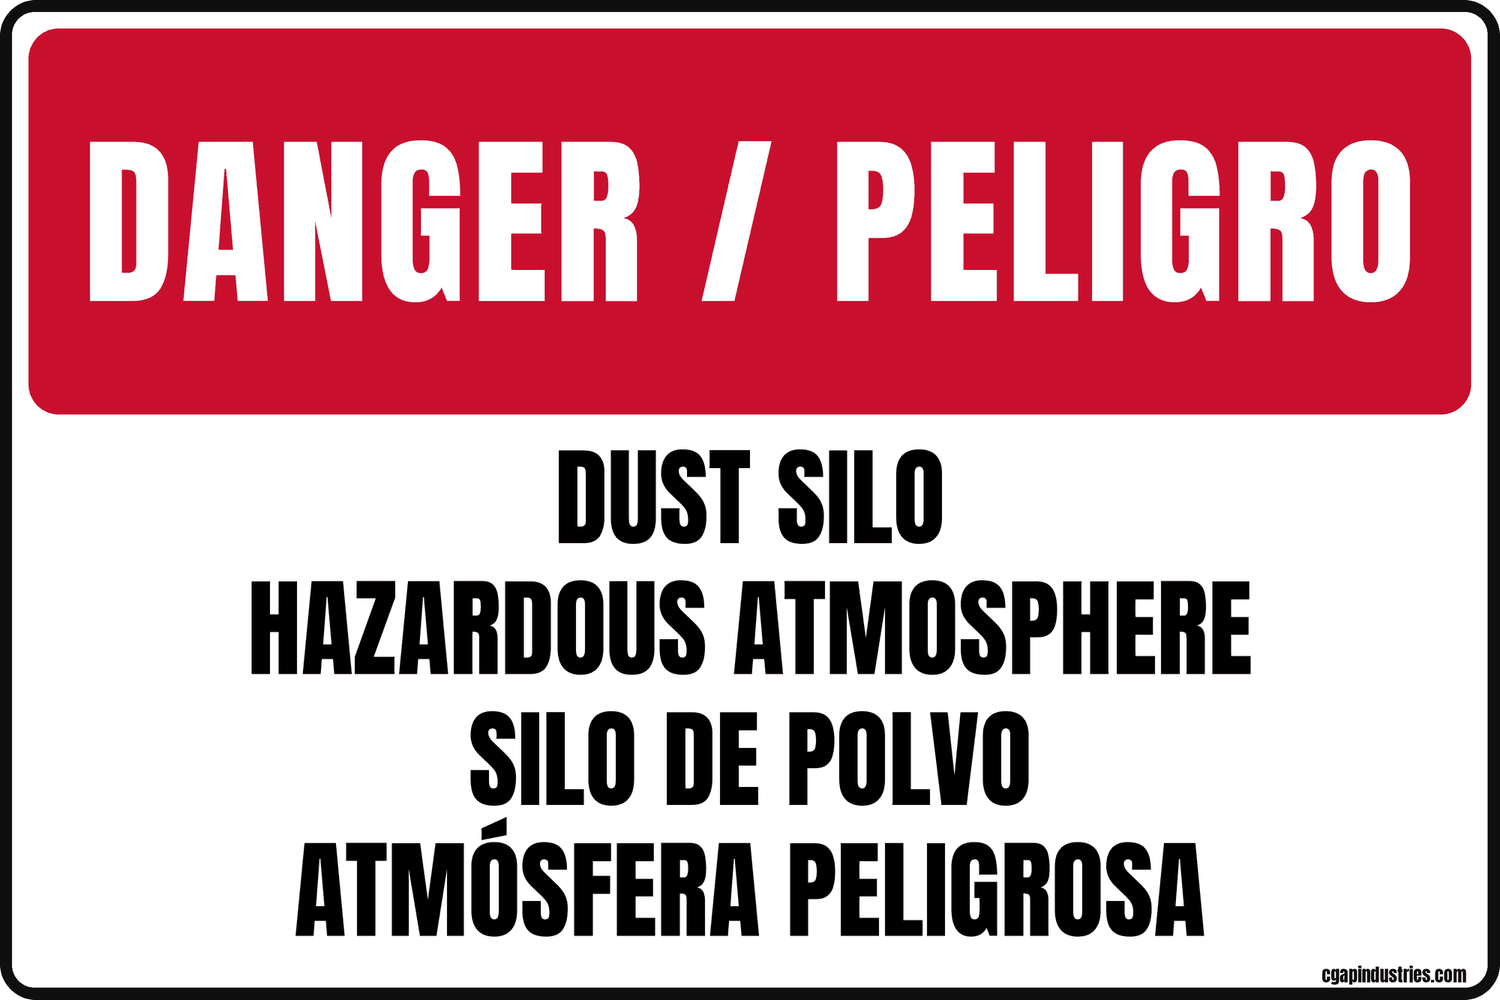 DANGER / PELIGRO
DUST SILO
HAZARDOUS ATMOSPHERE
SILO DE POLVO
ATMÓSFERA PELIGROSA
cgapindustries.com